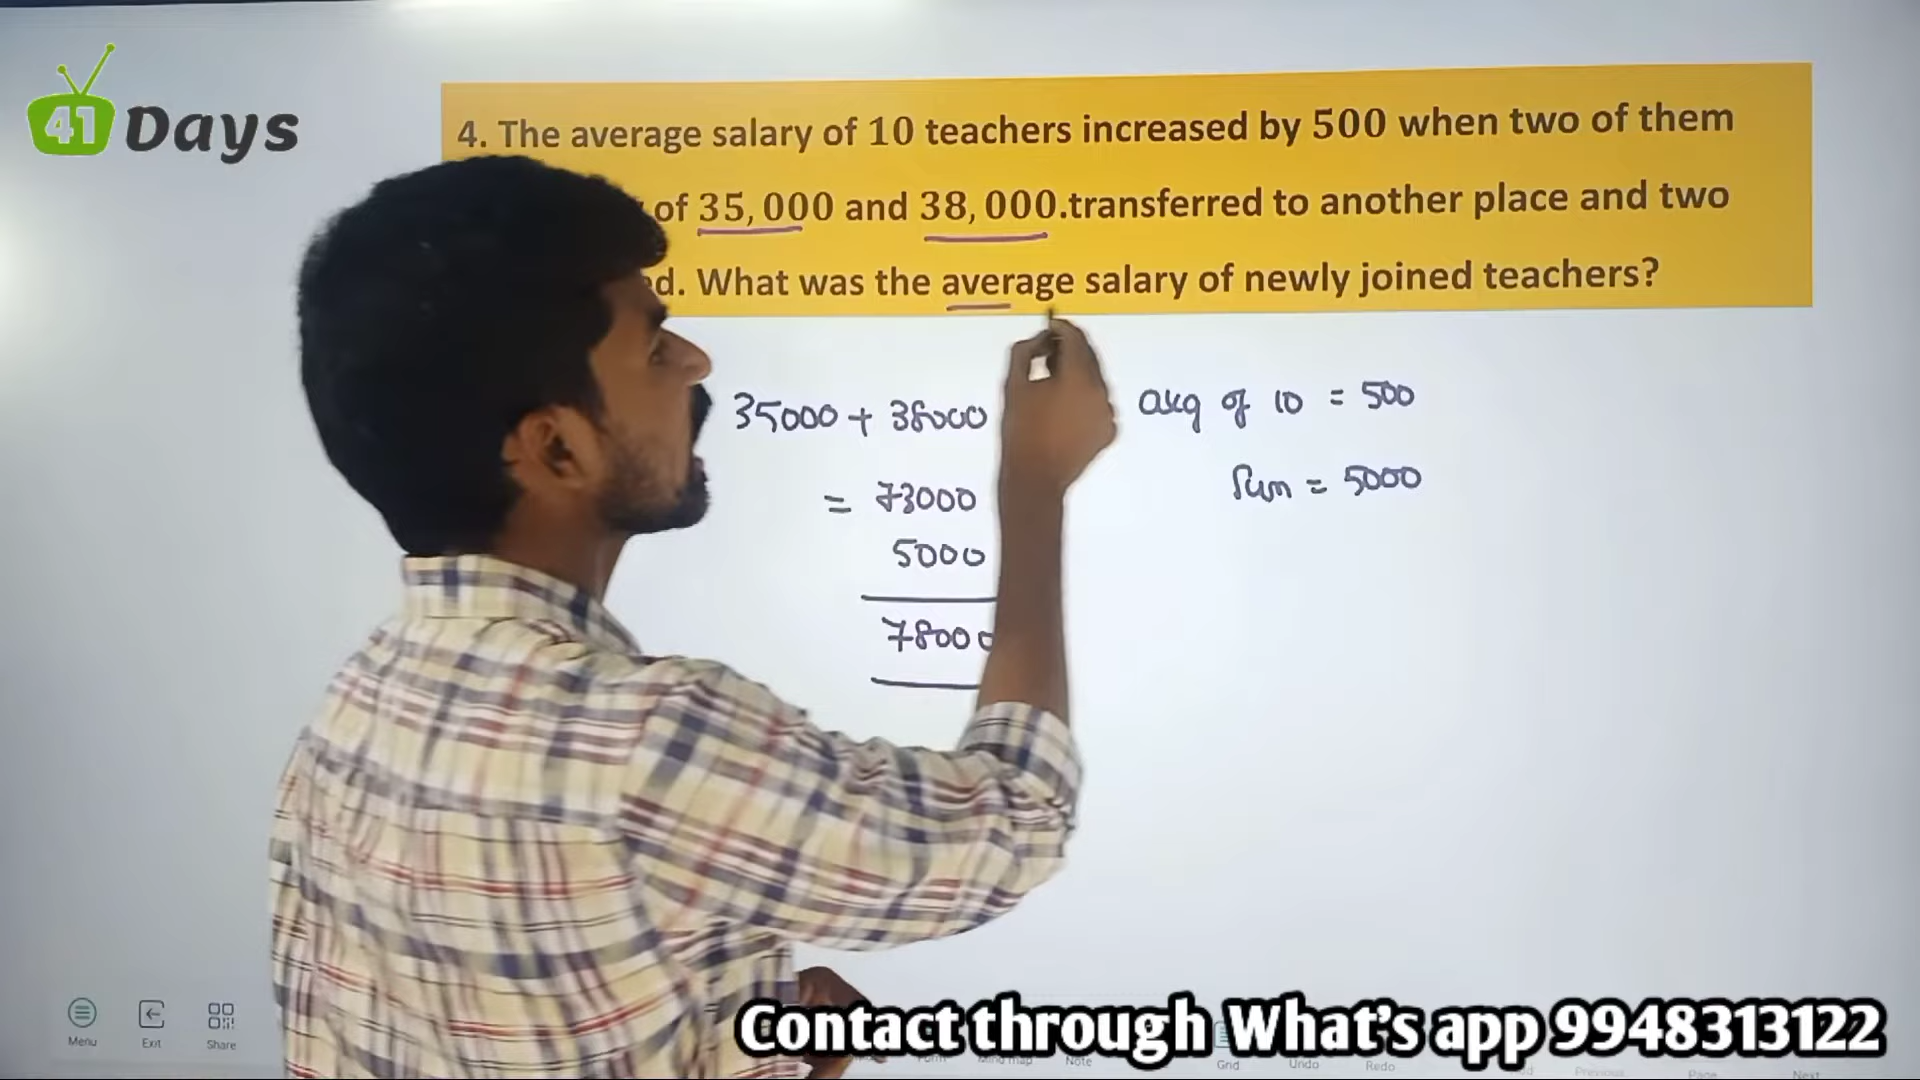 41 Days
4. The average salary of 10 teachers increased by 500 when two of them
of 35,000 and 38,000.transferred to another place and two
d. What was the average salary of newly joined teachers?
35000 + 38000
avg of 10 = 500
= 73000
Sum = 5000
5000
78000
Menu
Exit
Share
Contact through What's app 9948313122
Note
Grid
Undo
Redo
Page
Next